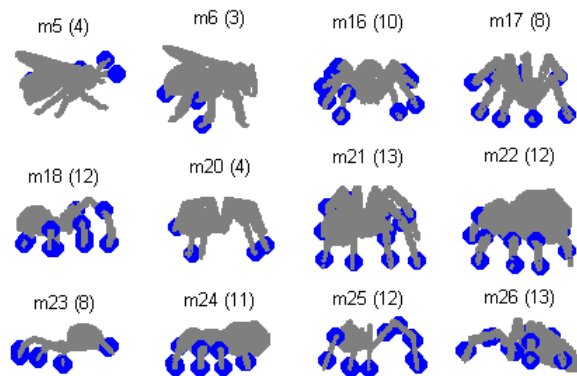 m5 (4) m6 (3) m16 (10) m17 (8)
m18 (12) m20 (4) m21 (13) m22 (12)
m23 (8) m24 (11) m25 (12) m26 (13)